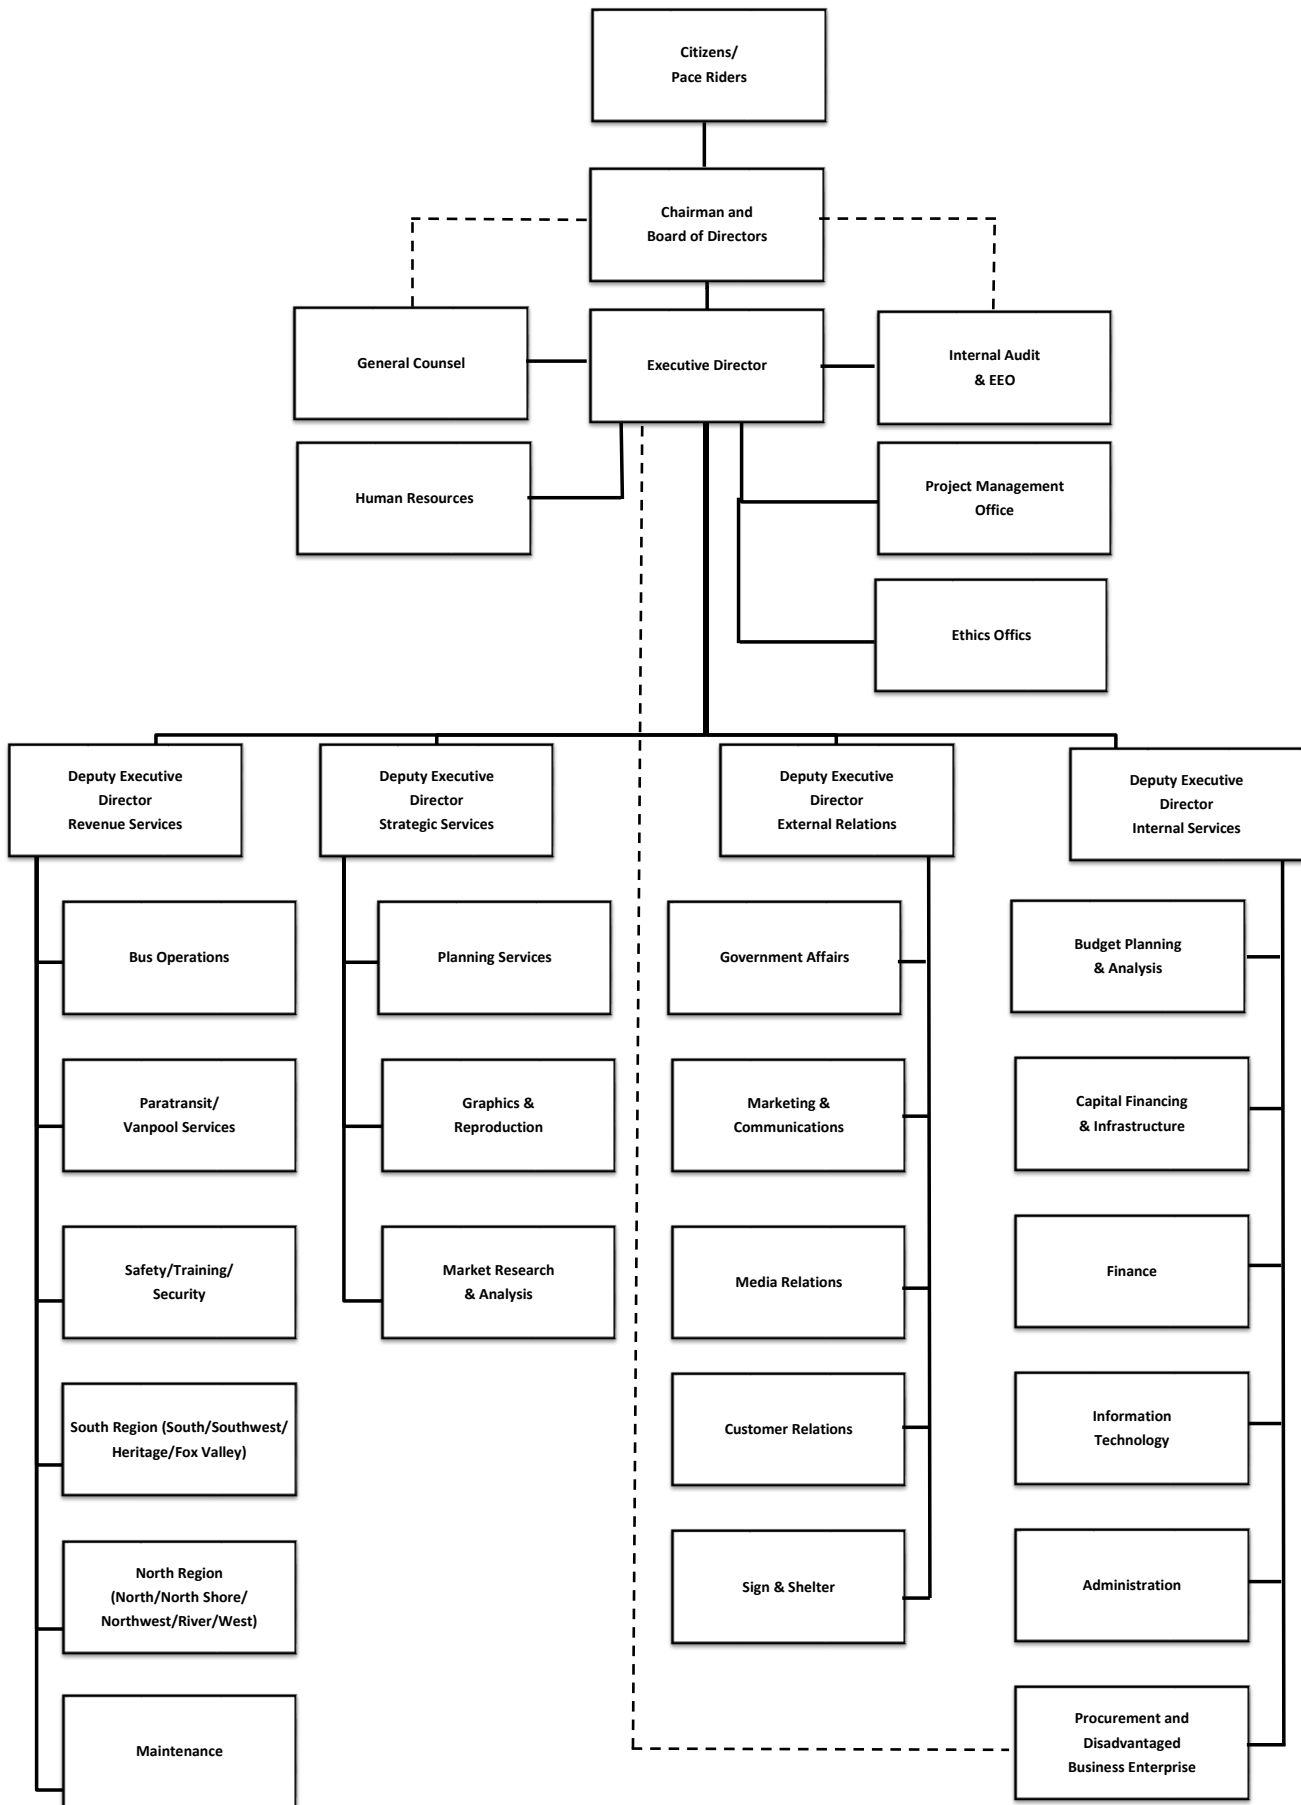 Citizens/
Pace Riders
Chairman and
Board of Directors
General Counsel
Executive Director
Internal Audit
& EEO
Human Resources
Project Management
Office
Ethics Offics
Deputy Executive
Director
Revenue Services
Deputy Executive
Director
Strategic Services
Deputy Executive
Director
External Relations
Deputy Executive
Director
Internal Services
Bus Operations
Planning Services
Government Affairs
Budget Planning
& Analysis
Paratransit/
Vanpool Services
Graphics &
Reproduction
Marketing &
Communications
Capital Financing
& Infrastructure
Safety/Training/
Security
Market Research
& Analysis
Media Relations
Finance
South Region (South/Southwest/
Heritage/Fox Valley)
Customer Relations
Information
Technology
North Region
(North/North Shore/
Northwest/River/West)
Sign & Shelter
Administration
Maintenance
Procurement and
Disadvantaged
Business Enterprise